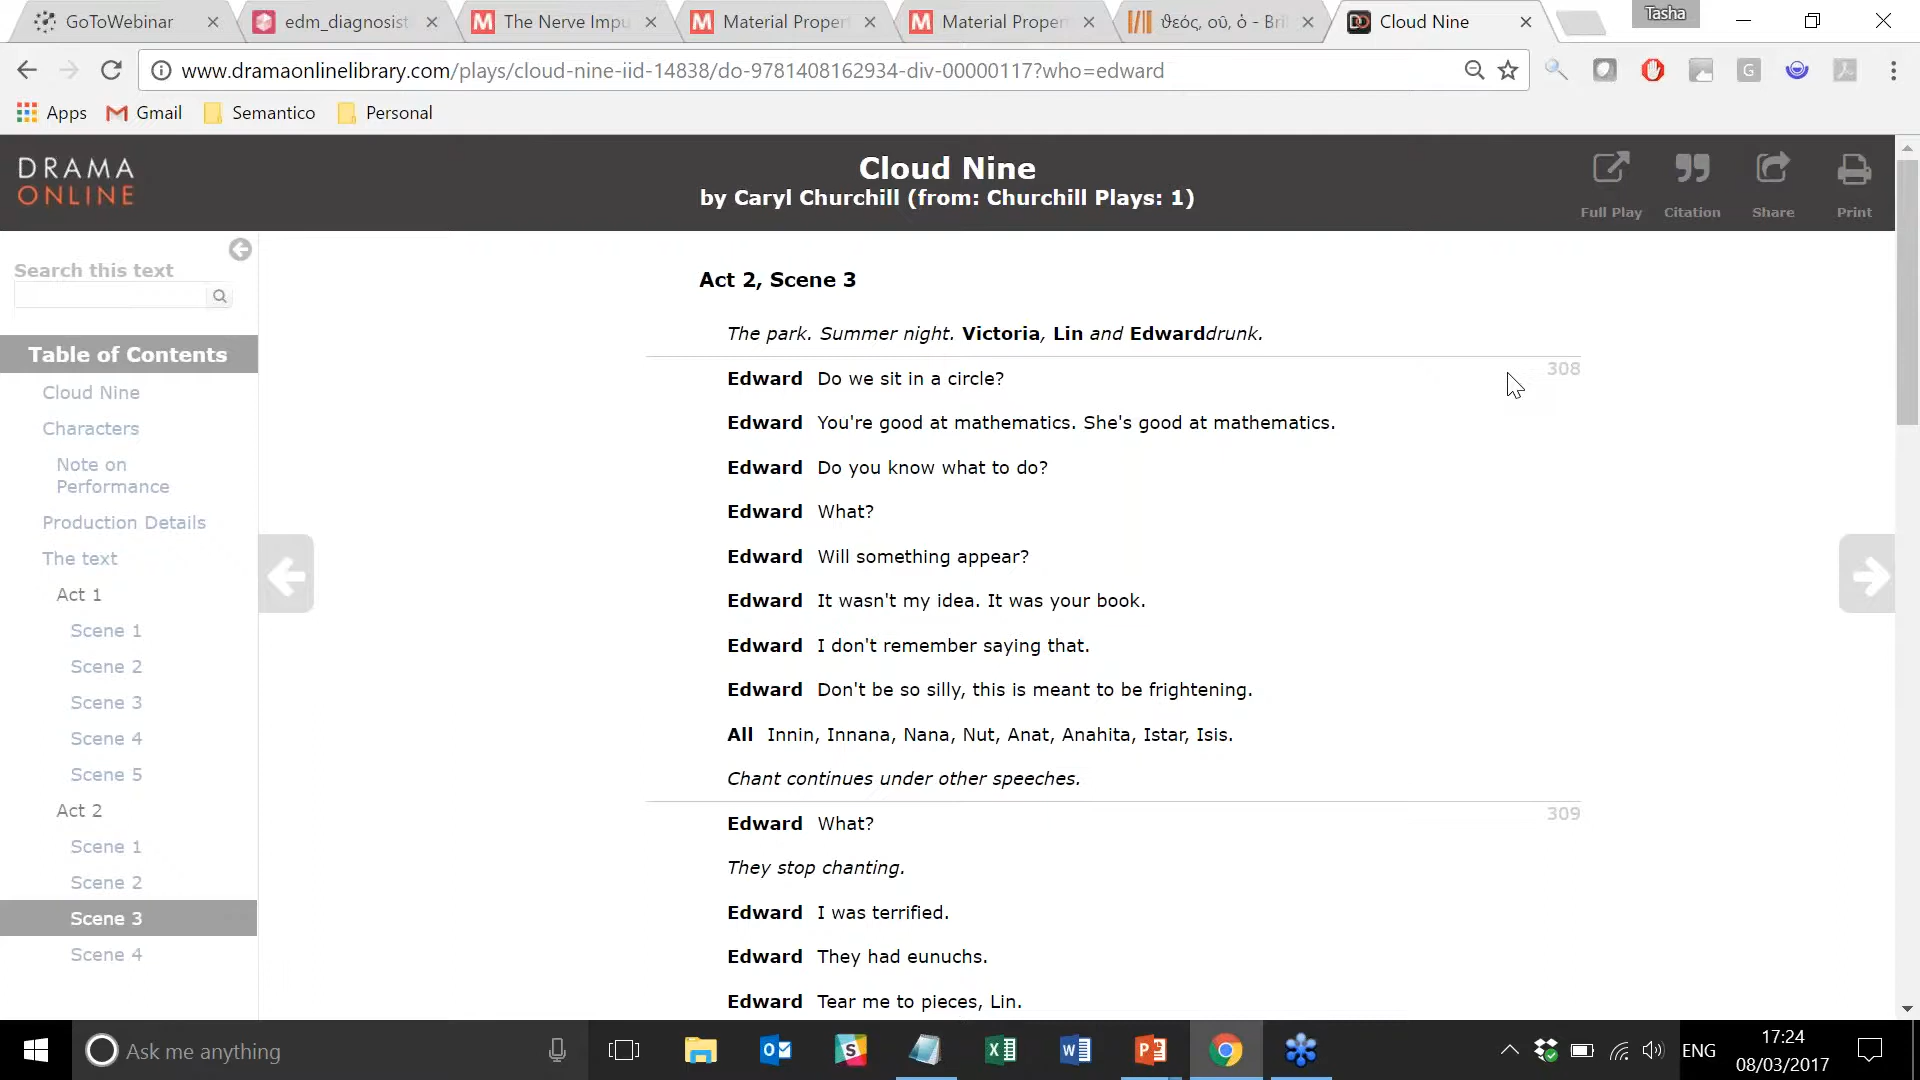 GoToWebinar
edm_diagnosist
The Nerve Impu
Material Propert
Material Propert
ϑεός, οῦ, ὁ - Bril
Cloud Nine
Tasha
www.dramaonlinelibrary.com/plays/cloud-nine-iid-14838/do-9781408162934-div-00000117?who=edward
Apps
Gmail
Semantico
Personal
DRAMA
ONLINE
Cloud Nine
by Caryl Churchill (from: Churchill Plays: 1)
Full Play
Citation
Share
Print
Search this text
Table of Contents
Cloud Nine
Characters
Note on
Performance
Production Details
The text
Act 1
Scene 1
Scene 2
Scene 3
Scene 4
Scene 5
Act 2
Scene 1
Scene 2
Scene 3
Scene 4
Act 2, Scene 3
The park. Summer night. Victoria, Lin and Edwarddrunk.
308
Edward Do we sit in a circle?
Edward You're good at mathematics. She's good at mathematics.
Edward Do you know what to do?
Edward What?
Edward Will something appear?
Edward It wasn't my idea. It was your book.
Edward I don't remember saying that.
Edward Don't be so silly, this is meant to be frightening.
All Innin, Innana, Nana, Nut, Anat, Anahita, Istar, Isis.
Chant continues under other speeches.
309
Edward What?
They stop chanting.
Edward I was terrified.
Edward They had eunuchs.
Edward Tear me to pieces, Lin.
Ask me anything
ENG
17:24
08/03/2017